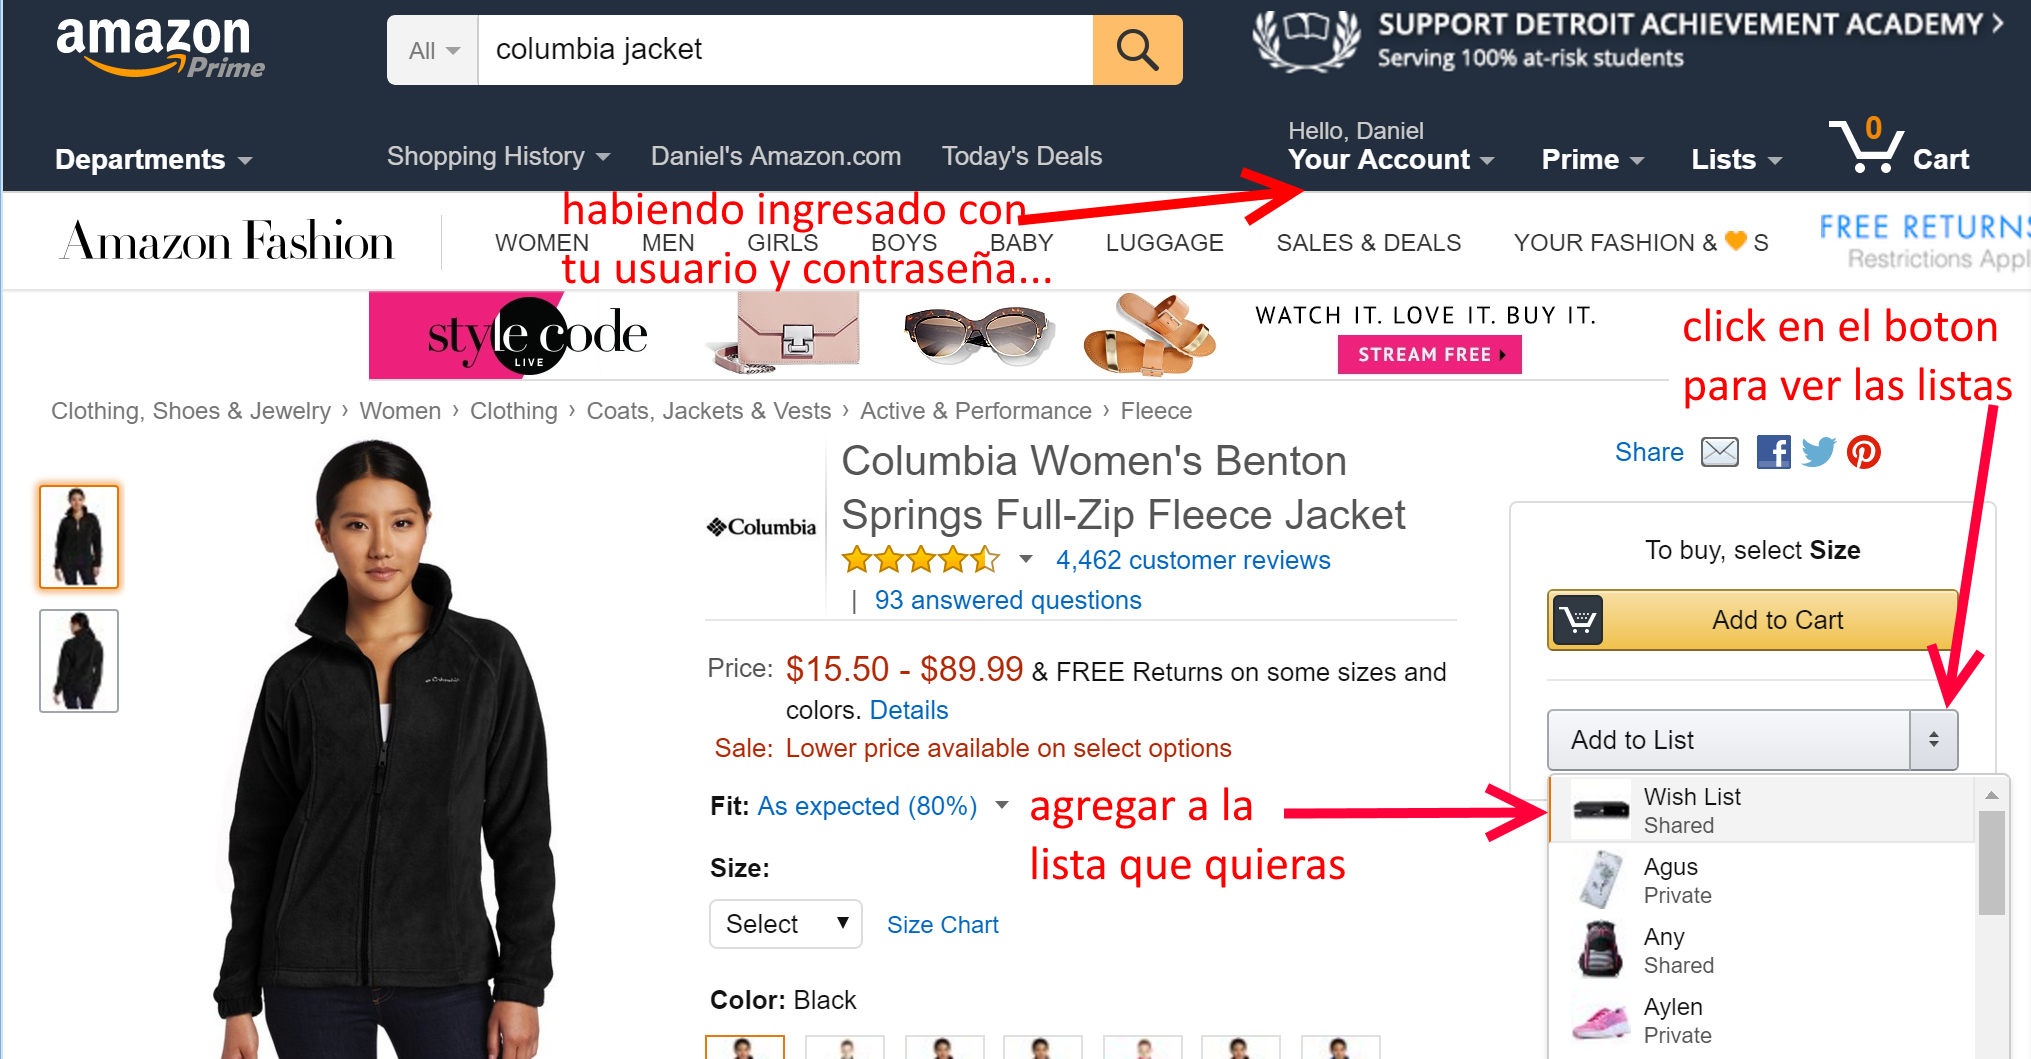 amazon
Prime
All
columbia jacket
SUPPORT DETROIT ACHIEVEMENT ACADEMY
Serving 100% at-risk students
Departments
Shopping History
Daniel's Amazon.com
Today's Deals
Hello, Daniel
Your Account
Prime
Lists
0
Cart
habiendo ingresado con
tu usuario y contraseña...
Amazon Fashion
WOMEN
MEN
GIRLS
BOYS
BABY
LUGGAGE
SALES & DEALS
YOUR FASHION & 🧡 S
FREE RETURNS
Restrictions Appl
style code
LIVE
WATCH IT. LOVE IT. BUY IT.
STREAM FREE
click en el boton
para ver las listas
Clothing, Shoes & Jewelry › Women › Clothing › Coats, Jackets & Vests › Active & Performance › Fleece
Share
Columbia
Columbia Women's Benton
Springs Full-Zip Fleece Jacket
4,462 customer reviews
| 93 answered questions
Price: $15.50 - $89.99 & FREE Returns on some sizes and
colors. Details
Sale: Lower price available on select options
Fit: As expected (80%)
agregar a la
lista que quieras
Size:
Select
Size Chart
Color: Black
To buy, select Size
Add to Cart
Add to List
Wish List
Shared
Agus
Private
Any
Shared
Aylen
Private